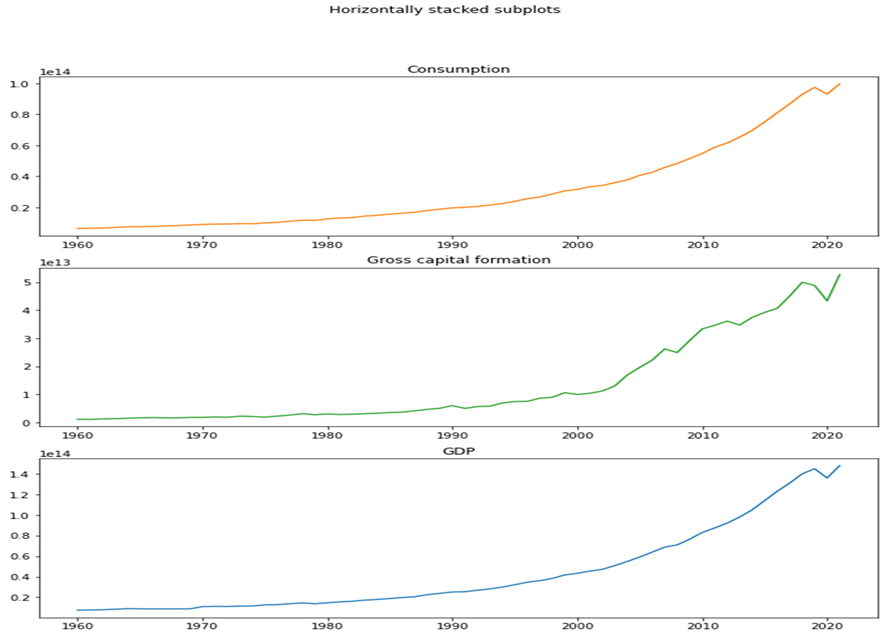 Horizontally stacked subplots
1e14
Consumption
1.0
0.8
0.6
0.4
0.2
1960 1970 1980 1990 2000 2010 2020
1e13
Gross capital formation
5
4
3
2
1
0
1960 1970 1980 1990 2000 2010 2020
1e14
GDP
1.4
1.2
1.0
0.8
0.6
0.4
0.2
1960 1970 1980 1990 2000 2010 2020